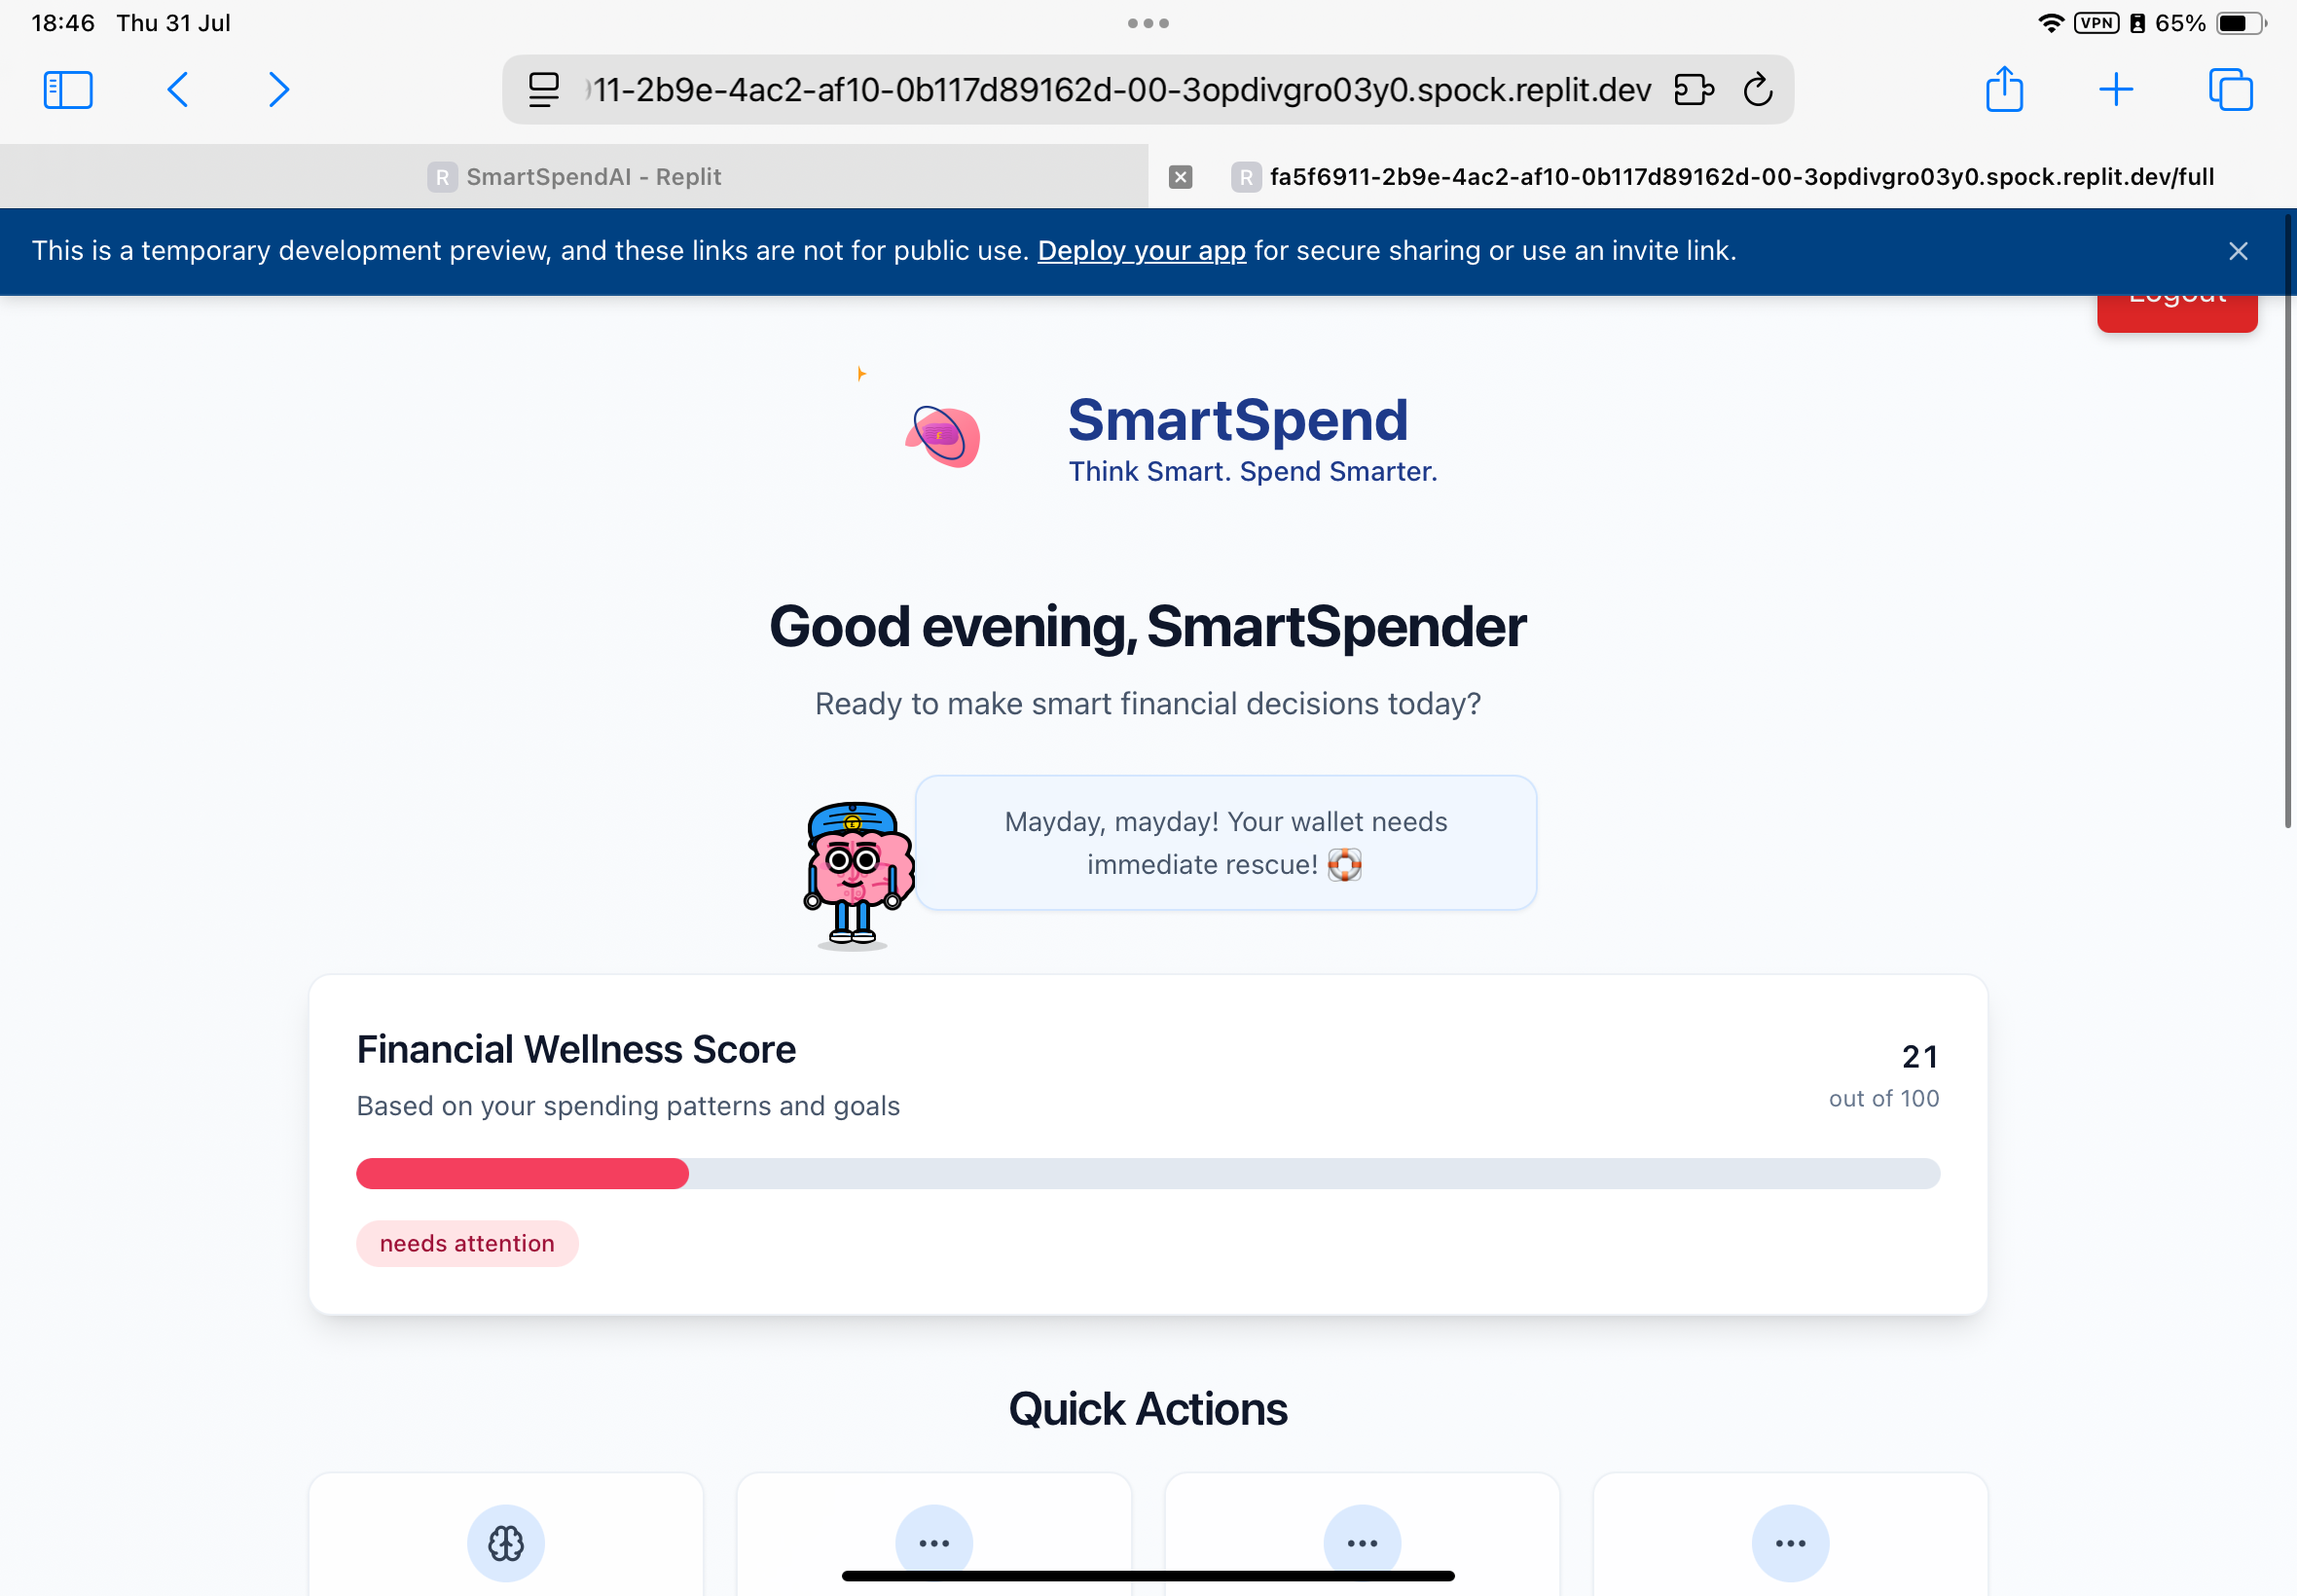 18:46 Thu 31 Jul
VPN 65%
11-2b9e-4ac2-af10-0b117d89162d-00-3opdivgro03y0.spock.replit.dev
R SmartSpendAI - Replit
R fa5f6911-2b9e-4ac2-af10-0b117d89162d-00-3opdivgro03y0.spock.replit.dev/full
This is a temporary development preview, and these links are not for public use. Deploy your app for secure sharing or use an invite link.
Logout
£
SmartSpend
Think Smart. Spend Smarter.
Good evening, SmartSpender
Ready to make smart financial decisions today?
Mayday, mayday! Your wallet needs
immediate rescue! 🛟
Financial Wellness Score
21
Based on your spending patterns and goals
out of 100
needs attention
Quick Actions